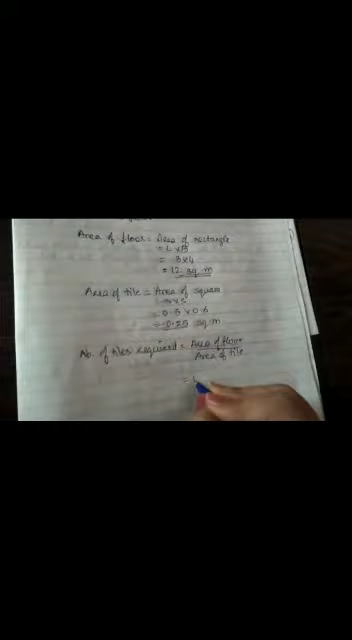 Area of floor = Area of rectangle
= L x B
= 3 x 4
= 12 sq. m
Area of tile = Area of square
= S x S
= 0.5 x 0.5
= 0.25 sq. m
No. of tiles required = Area of floor
Area of tile
=